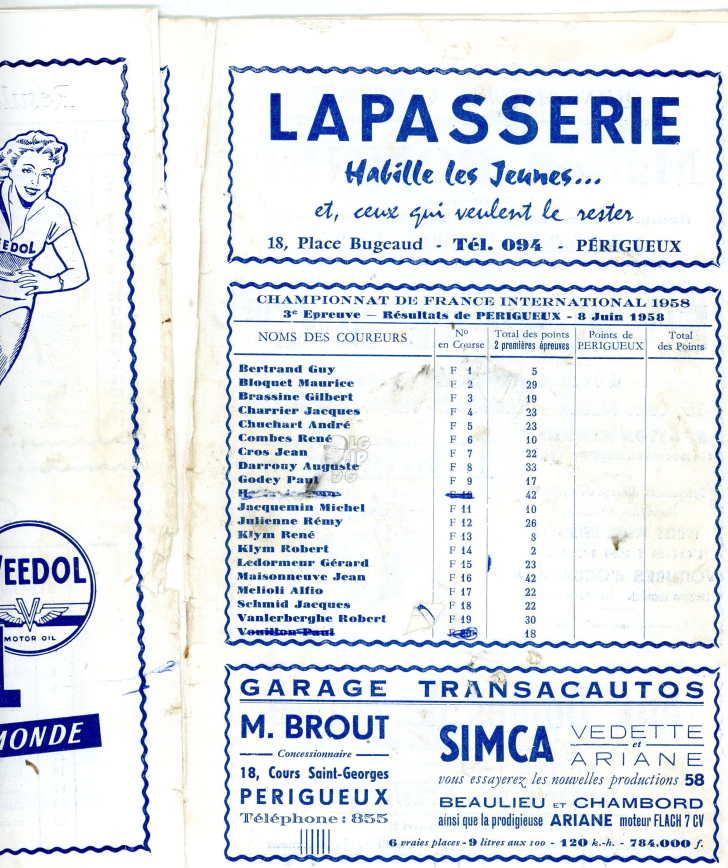 EEDOL
VEEDOL
MOTOR OIL
MONDE
LAPASSERIE
Habille les Jeunes...
et, ceux qui veulent le rester
18, Place Bugeaud - Tél. 094 - PÉRIGUEUX
CHAMPIONNAT DE FRANCE INTERNATIONAL 1958
3e Epreuve — Résultats de PERIGUEUX - 8 Juin 1958
NOMS DES COUREURS No en Course Total des points 2 premières épreuves Points de PERIGUEUX Total des Points
Bertrand Guy F 1 5
Bloquet Maurice F 2 29
Brassine Gilbert F 3 19
Charrier Jacques F 4 23
Chuchart André F 5 23
Combes René F 6 10
Cros Jean F 7 22
Darrouy Auguste F 8 33
Godey Paul F 9 17
F 10 42
Jacquemin Michel F 11 10
Julienne Rémy F 12 26
Klym René F 13 8
Klym Robert F 14 2
Ledormeur Gérard F 15 23
Maisonneuve Jean F 16 42
Melioli Alfio F 17 22
Schmid Jacques F 18 22
Vanlerberghe Robert F 19 30
Vouillon Paul F 20 18
GARAGE TRANSACAUTOS
M. BROUT
Concessionnaire
18, Cours Saint-Georges
PERIGUEUX
Téléphone : 855
SIMCA VEDETTE et ARIANE
vous essayerez les nouvelles productions 58
BEAULIEU ET CHAMBORD
ainsi que la prodigieuse ARIANE moteur FLACH 7 CV
6 vraies places - 9 litres aux 100 - 120 k.-h. - 784.000 f.